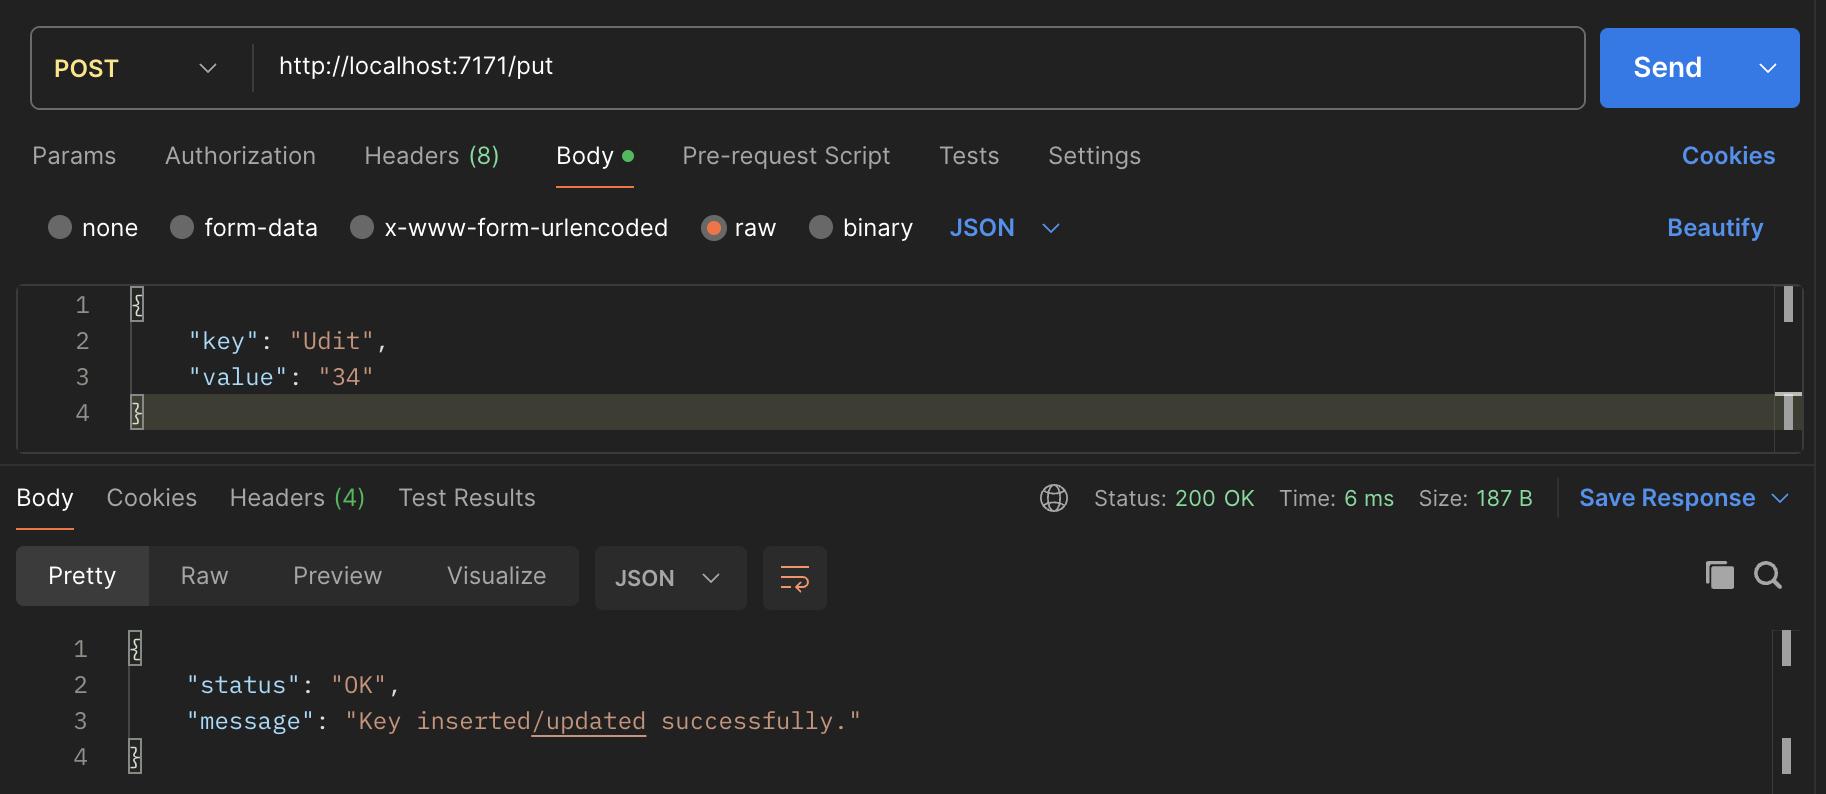 POST http://localhost:7171/put Send
Params Authorization Headers (8) Body Pre-request Script Tests Settings Cookies
none form-data x-www-form-urlencoded raw binary JSON Beautify
1 {
2 "key": "Udit",
3 "value": "34"
4 }
Body Cookies Headers (4) Test Results Status: 200 OK Time: 6 ms Size: 187 B Save Response
Pretty Raw Preview Visualize JSON
1 {
2 "status": "OK",
3 "message": "Key inserted/updated successfully."
4 }